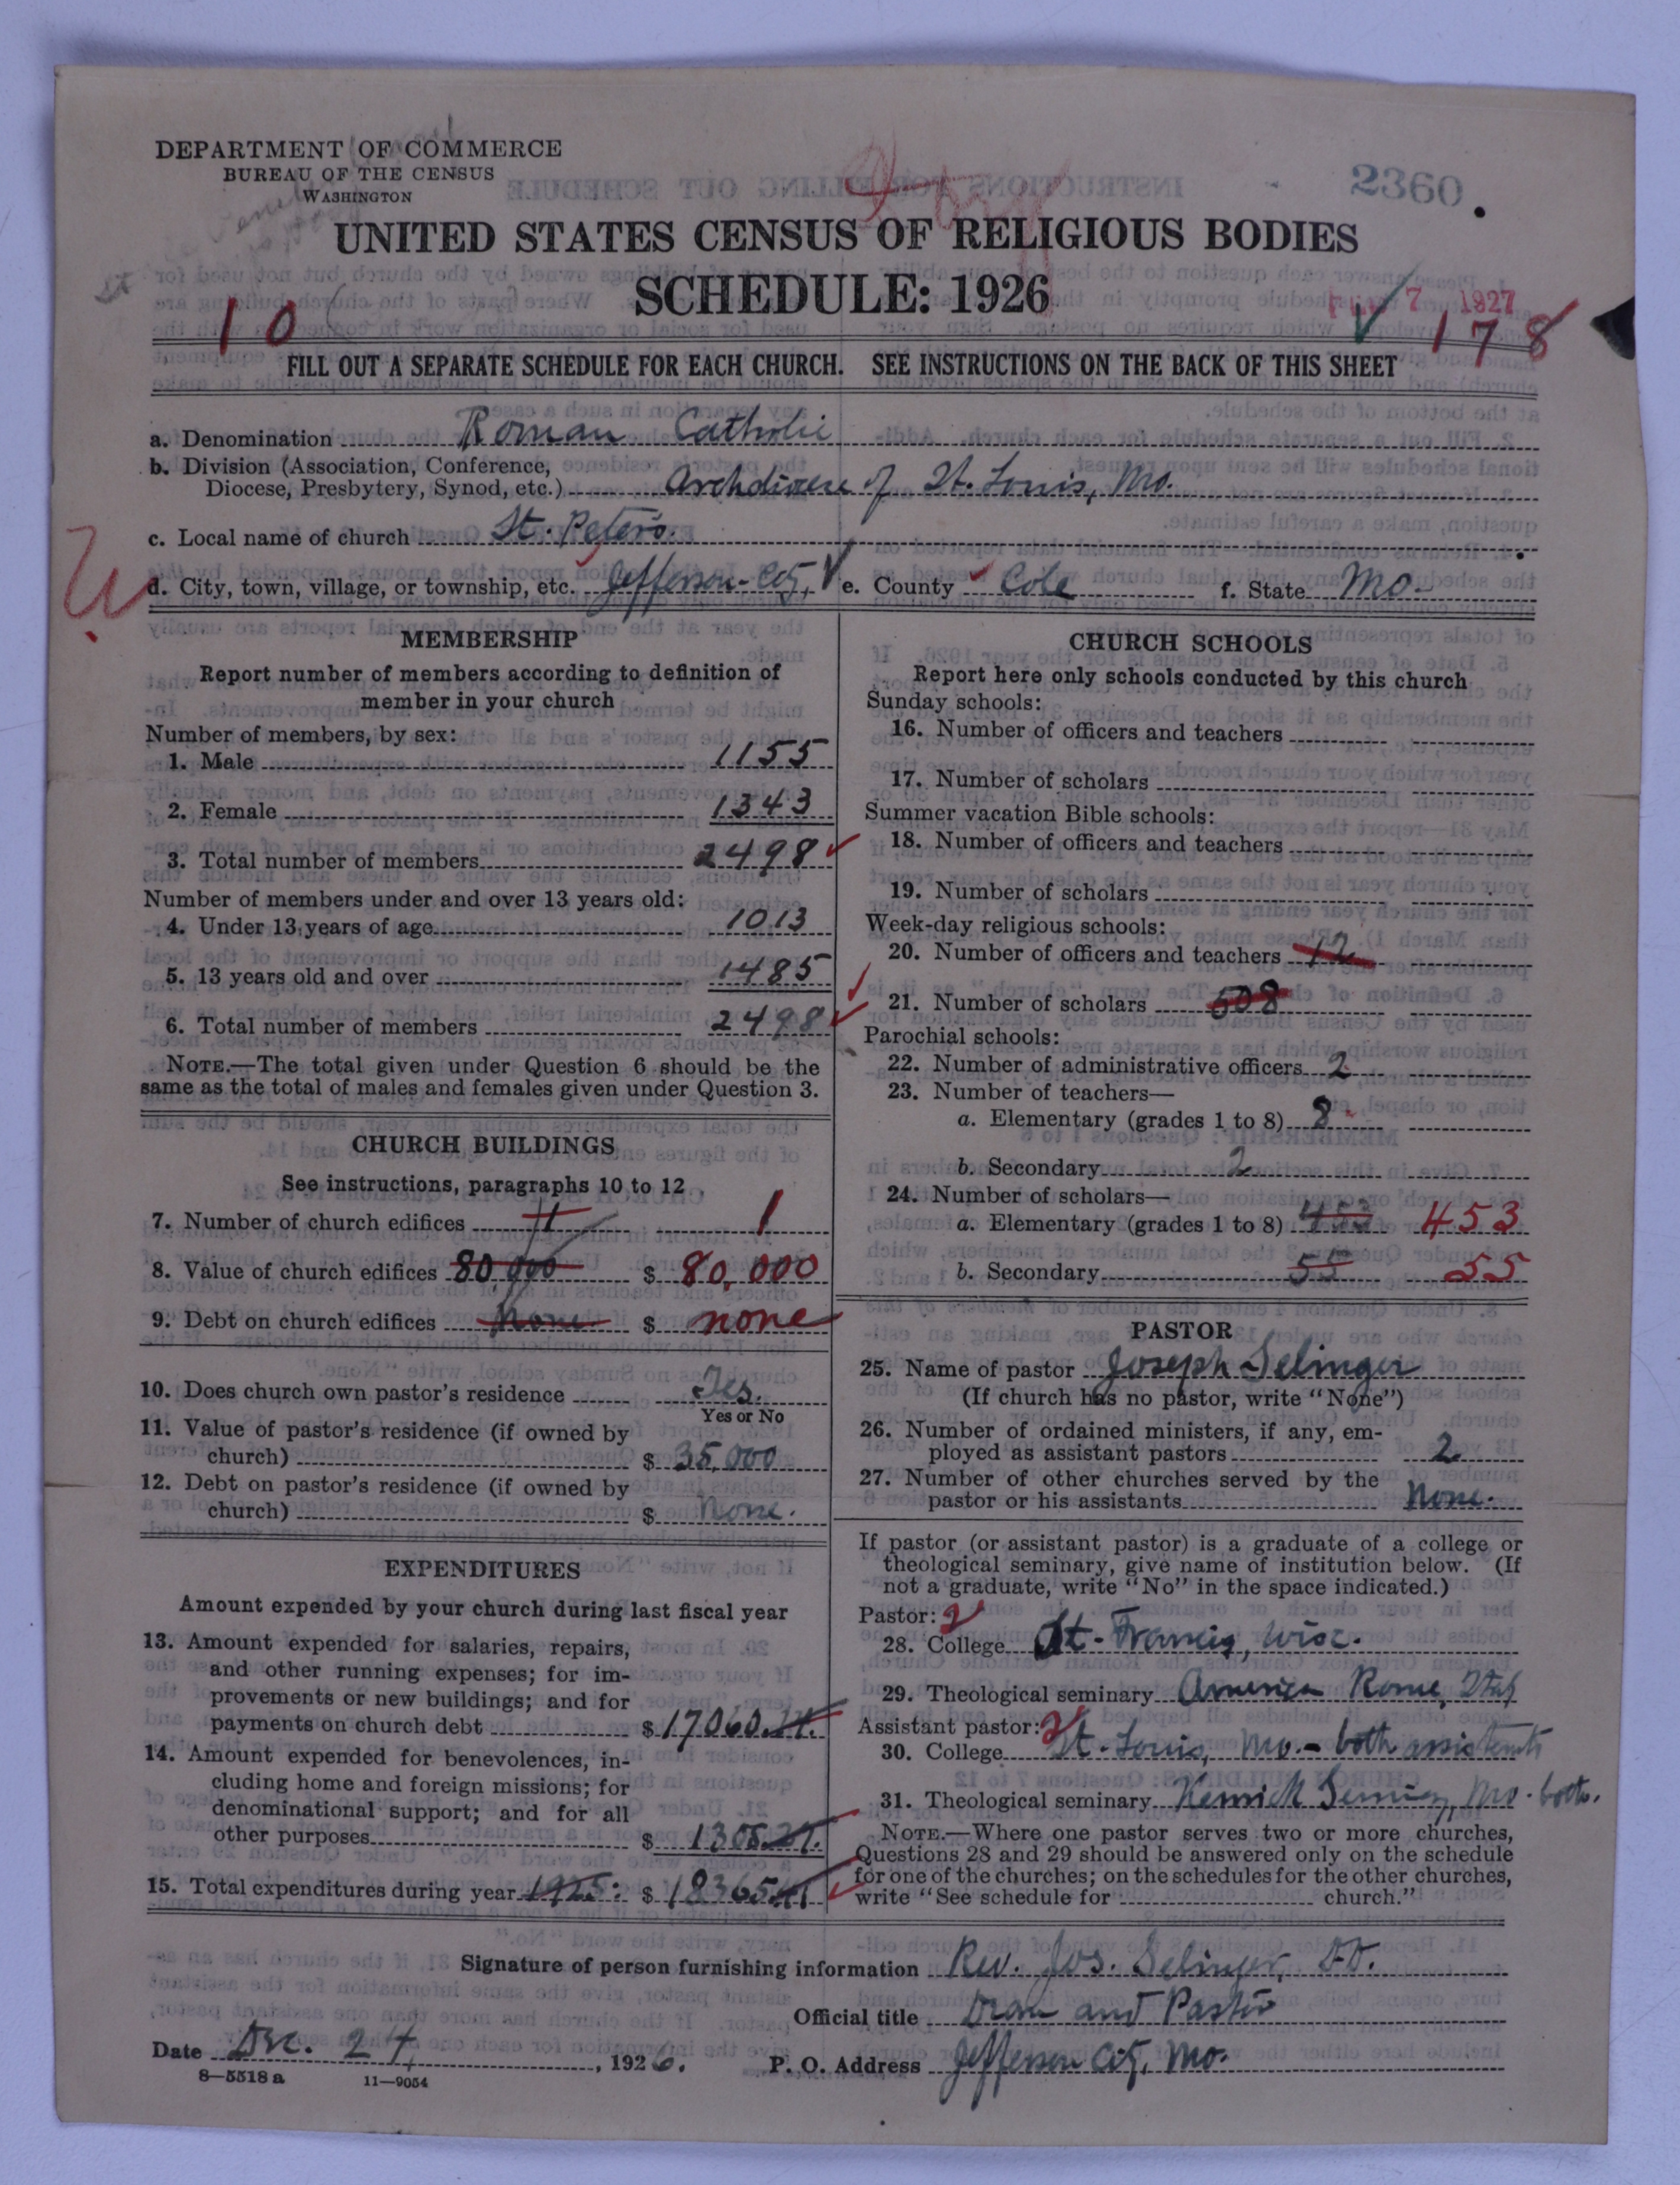 DEPARTMENT OF COMMERCE
BUREAU OF THE CENSUS
WASHINGTON
2360
UNITED STATES CENSUS OF RELIGIOUS BODIES
SCHEDULE: 1926
10
7 1927
178
FILL OUT A SEPARATE SCHEDULE FOR EACH CHURCH. SEE INSTRUCTIONS ON THE BACK OF THIS SHEET
a. Denomination Roman Catholic
b. Division (Association, Conference,
Diocese, Presbytery, Synod, etc.) Archdiocese of St. Louis, Mo.
c. Local name of church St. Peters.
d. City, town, village, or township, etc. Jefferson-City, e. County Cole f. State Mo.
MEMBERSHIP
Report number of members according to definition of
member in your church
Number of members, by sex:
1. Male 1155
2. Female 1343
3. Total number of members 2498
Number of members under and over 13 years old:
4. Under 13 years of age 1013
5. 13 years old and over 1485
6. Total number of members 2498
NOTE.—The total given under Question 6 should be the
same as the total of males and females given under Question 3.
CHURCH BUILDINGS
See instructions, paragraphs 10 to 12
7. Number of church edifices 1
8. Value of church edifices 80 000 $ 80,000
9. Debt on church edifices None $ none
10. Does church own pastor's residence Yes.
Yes or No
11. Value of pastor's residence (if owned by
church) $ 35,000
12. Debt on pastor's residence (if owned by
church) $ None.
EXPENDITURES
Amount expended by your church during last fiscal year
13. Amount expended for salaries, repairs,
and other running expenses; for im-
provements or new buildings; and for
payments on church debt $ 17060.
14. Amount expended for benevolences, in-
cluding home and foreign missions; for
denominational support; and for all
other purposes $ 1305.
15. Total expenditures during year 1925: $ 18365
CHURCH SCHOOLS
Report here only schools conducted by this church
Sunday schools:
16. Number of officers and teachers
17. Number of scholars
Summer vacation Bible schools:
18. Number of officers and teachers
19. Number of scholars
Week-day religious schools:
20. Number of officers and teachers 12
21. Number of scholars 508
Parochial schools:
22. Number of administrative officers 2
23. Number of teachers—
a. Elementary (grades 1 to 8) 8
b. Secondary 2
24. Number of scholars—
a. Elementary (grades 1 to 8) 453 453
b. Secondary 55 55
PASTOR
25. Name of pastor Joseph Selinger
(If church has no pastor, write "None")
26. Number of ordained ministers, if any, em-
ployed as assistant pastors 2
27. Number of other churches served by the
pastor or his assistants None.
If pastor (or assistant pastor) is a graduate of a college or
theological seminary, give name of institution below. (If
not a graduate, write "No" in the space indicated.)
Pastor: 2
28. College St. Francis, Wisc.
29. Theological seminary America Rome, Italy
Assistant pastor: 2
30. College St. Louis, Mo. - both assistants
31. Theological seminary Kenrick Seminary, Mo. both.
NOTE.—Where one pastor serves two or more churches,
Questions 28 and 29 should be answered only on the schedule
for one of the churches; on the schedules for the other churches,
write "See schedule for church."
Signature of person furnishing information Rev. Jos. Selinger, D.D.
Official title Dean and Pastor
Date Dec. 24, 1926. P. O. Address Jefferson City, Mo.
8—5518 a 11—9054